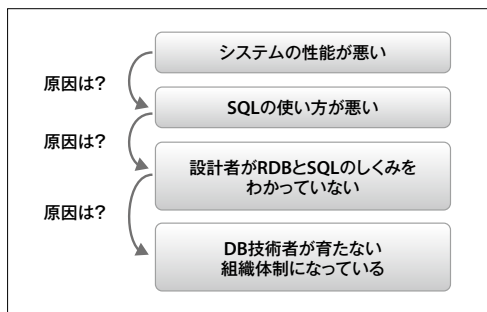 システムの性能が悪い
原因は?
SQLの使い方が悪い
原因は?
設計者がRDBとSQLのしくみを
わかっていない
原因は?
DB技術者が育たない
組織体制になっている